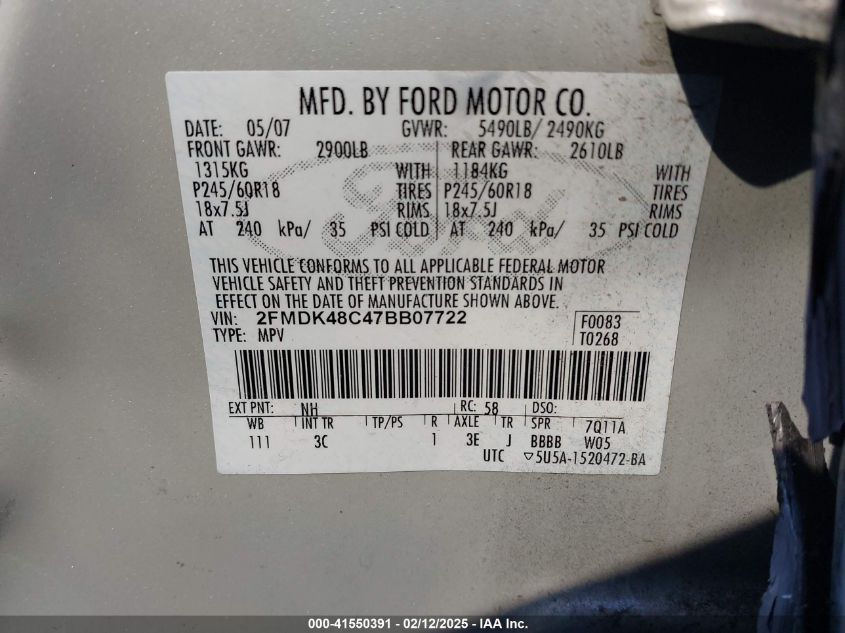 MFD. BY FORD MOTOR CO.
DATE: 05/07 GVWR: 5490LB/ 2490KG
FRONT GAWR: 2900LB REAR GAWR: 2610LB
1315KG WITH 1184KG WITH
P245/60R18 TIRES P245/60R18 TIRES
18x7.5J RIMS 18x7.5J RIMS
AT 240 kPa/ 35 PSI COLD AT 240 kPa/ 35 PSI COLD
THIS VEHICLE CONFORMS TO ALL APPLICABLE FEDERAL MOTOR
VEHICLE SAFETY AND THEFT PREVENTION STANDARDS IN
EFFECT ON THE DATE OF MANUFACTURE SHOWN ABOVE.
VIN: 2FMDK48C47BB07722 F0083
TYPE: MPV T0268
EXT PNT: NH RC: 58 DSO:
WB INT TR TP/PS R AXLE TR SPR 7Q11A
111 3C 1 3E J BBBB W05
UTC ▽5U5A-1520472-BA
000-41550391 - 02/12/2025 - IAA Inc.